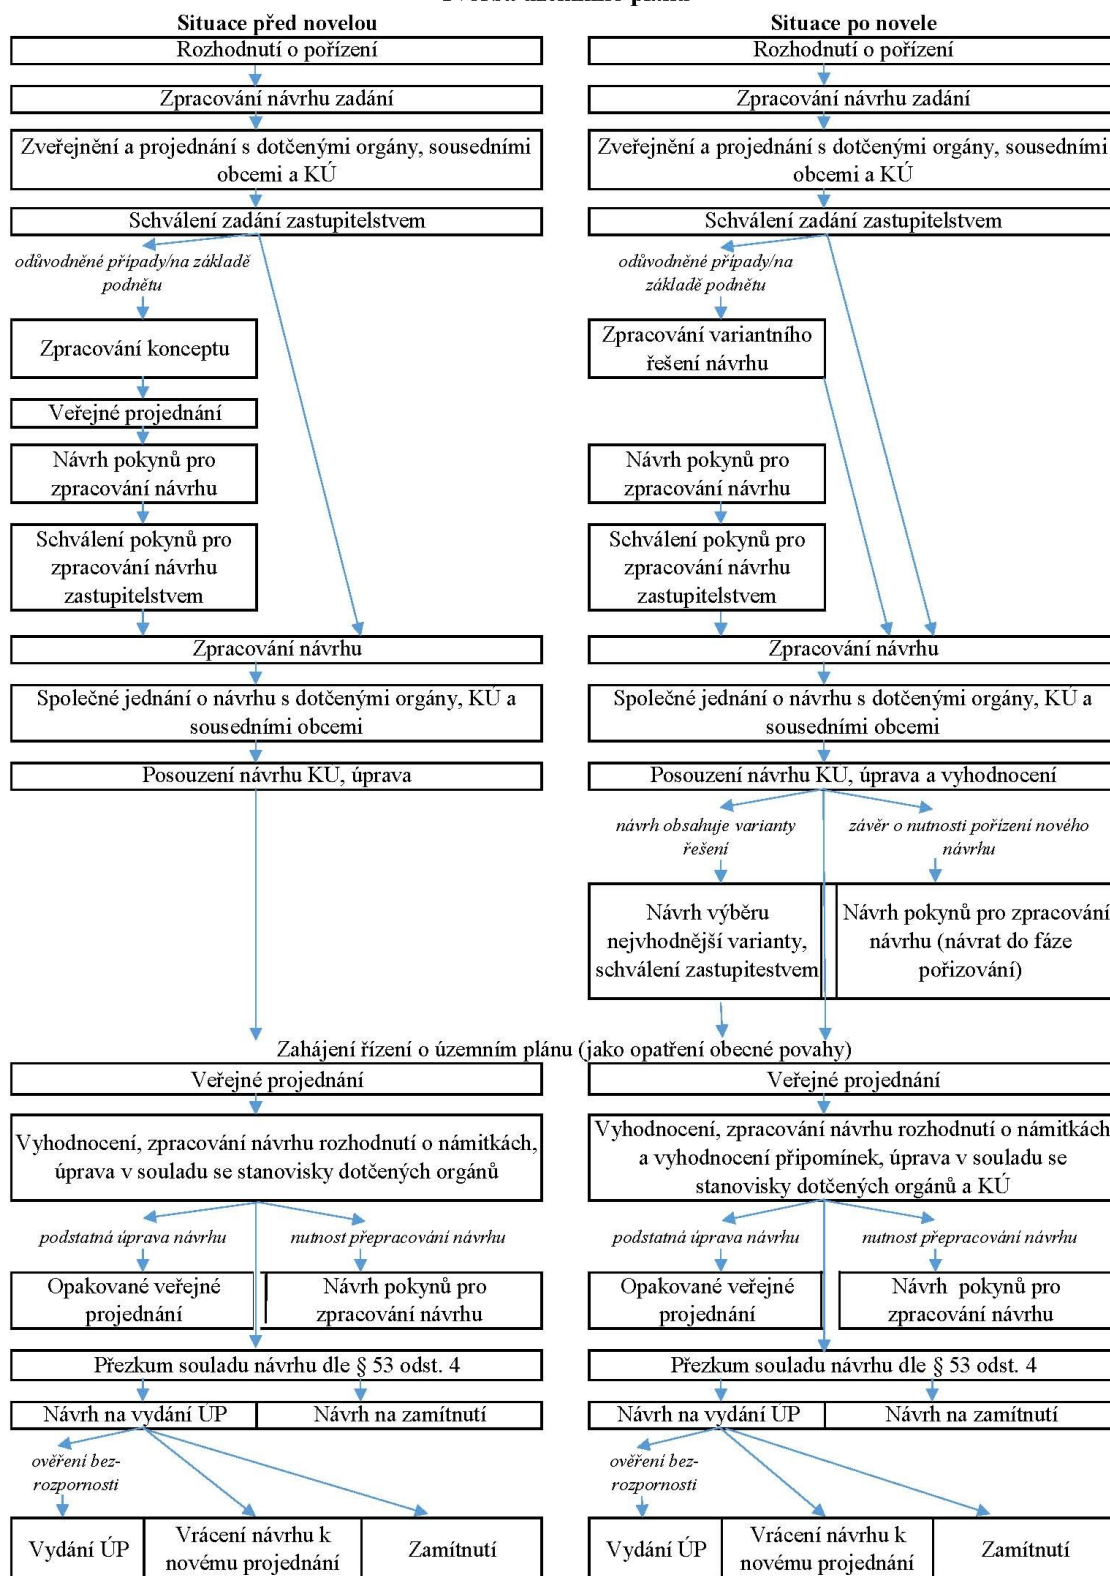 Situace před novelou
Rozhodnutí o pořízení
Zpracování návrhu zadání
Zveřejnění a projednání s dotčenými orgány, sousedními
obcemi a KÚ
Schválení zadání zastupitelstvem
odůvodněné případy/na základě
podnětu
Zpracování konceptu
Veřejné projednání
Návrh pokynů pro
zpracování návrhu
Schválení pokynů pro
zpracování návrhu
zastupitelstvem
Zpracování návrhu
Společné jednání o návrhu s dotčenými orgány, KÚ a
sousedními obcemi
Posouzení návrhu KU, úprava
Situace po novele
Rozhodnutí o pořízení
Zpracování návrhu zadání
Zveřejnění a projednání s dotčenými orgány, sousedními
obcemi a KÚ
Schválení zadání zastupitelstvem
odůvodněné případy/na
základě podnětu
Zpracování variantního
řešení návrhu
Návrh pokynů pro
zpracování návrhu
Schválení pokynů pro
zpracování návrhu
zastupitelstvem
Zpracování návrhu
Společné jednání o návrhu s dotčenými orgány, KÚ a
sousedními obcemi
Posouzení návrhu KU, úprava a vyhodnocení
návrh obsahuje varianty
řešení
závěr o nutnosti pořízení nového
návrhu
Návrh výběru
nejvhodnější varianty,
schválení zastupitestvem
Návrh pokynů pro zpracování
návrhu (návrat do fáze
pořizování)
Zahájení řízení o územním plánu (jako opatření obecné povahy)
Veřejné projednání
Vyhodnocení, zpracování návrhu rozhodnutí o námitkách,
úprava v souladu se stanovisky dotčených orgánů
podstatná úprava návrhu
nutnost přepracování návrhu
Opakované veřejné
projednání
Návrh pokynů pro
zpracování návrhu
Přezkum souladu návrhu dle § 53 odst. 4
Návrh na vydání ÚP
Návrh na zamítnutí
ověření bez-
rozpornosti
Vydání ÚP
Vrácení návrhu k
novému projednání
Zamítnutí
Veřejné projednání
Vyhodnocení, zpracování návrhu rozhodnutí o námitkách
a vyhodnocení připomínek, úprava v souladu se
stanovisky dotčených orgánů a KÚ
podstatná úprava návrhu
nutnost přepracování návrhu
Opakované veřejné
projednání
Návrh pokynů pro
zpracování návrhu
Přezkum souladu návrhu dle § 53 odst. 4
Návrh na vydání ÚP
Návrh na zamítnutí
ověření bez-
rozpornosti
Vydání ÚP
Vrácení návrhu k
novému projednání
Zamítnutí